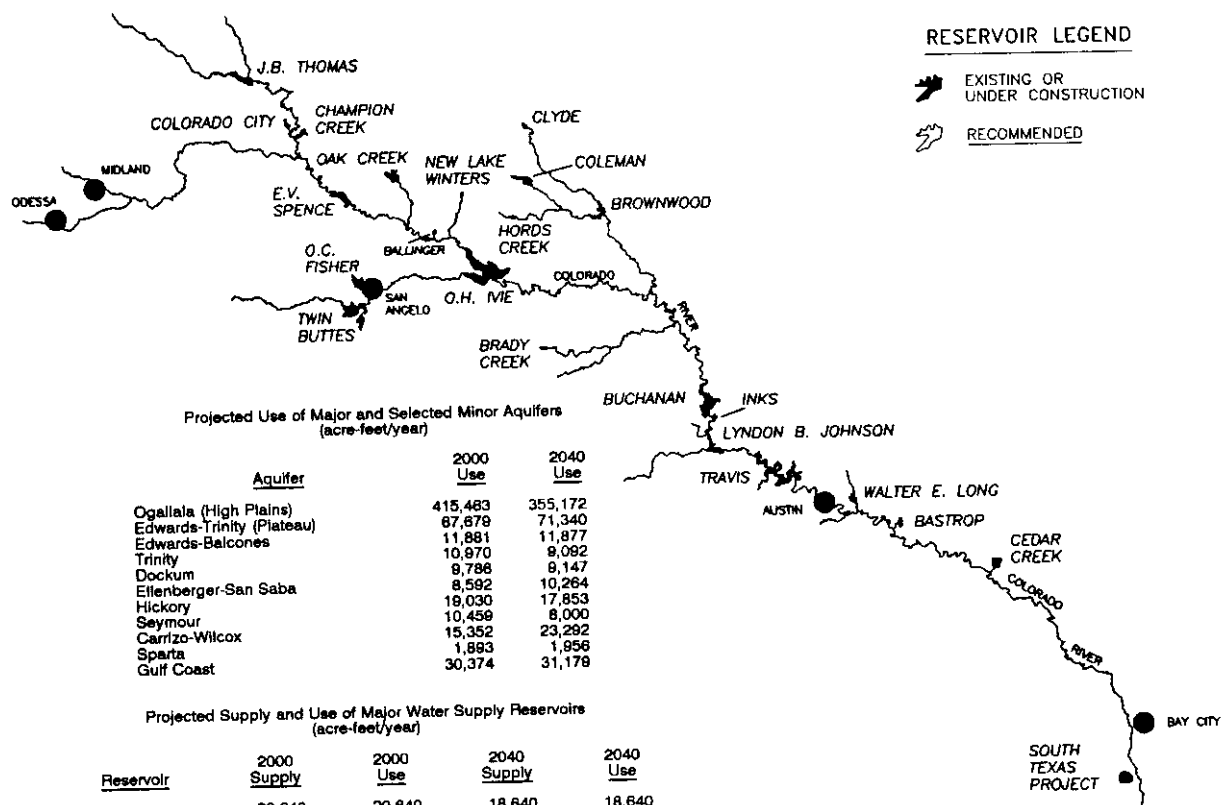 RESERVOIR LEGEND
EXISTING OR
UNDER CONSTRUCTION
RECOMMENDED
J.B. THOMAS
COLORADO CITY
CHAMPION
CREEK
CLYDE
MIDLAND
ODESSA
OAK CREEK
NEW LAKE
WINTERS
COLEMAN
E.V.
SPENCE
BROWNWOOD
HORDS
CREEK
BALLINGER
O.C.
FISHER
SAN
ANGELO
O.H. IVIE
COLORADO
RIVER
TWIN
BUTTES
BRADY
CREEK
BUCHANAN
INKS
LYNDON B. JOHNSON
TRAVIS
AUSTIN
WALTER E. LONG
BASTROP
CEDAR
CREEK
COLORADO
RIVER
BAY CITY
SOUTH
TEXAS
PROJECT
Projected Use of Major and Selected Minor Aquifers
(acre-feet/year)
Aquifer 2000 Use 2040 Use
Ogallala (High Plains) 415,463 355,172
Edwards-Trinity (Plateau) 67,679 71,340
Edwards-Balcones 11,881 11,877
Trinity 10,970 9,092
Dockum 9,786 9,147
Ellenberger-San Saba 8,592 10,264
Hickory 19,030 17,853
Seymour 10,459 8,000
Carrizo-Wilcox 15,352 23,292
Sparta 1,893 1,956
Gulf Coast 30,374 31,179
Projected Supply and Use of Major Water Supply Reservoirs
(acre-feet/year)
Reservoir 2000 Supply 2000 Use 2040 Supply 2040 Use
18,640 18,640